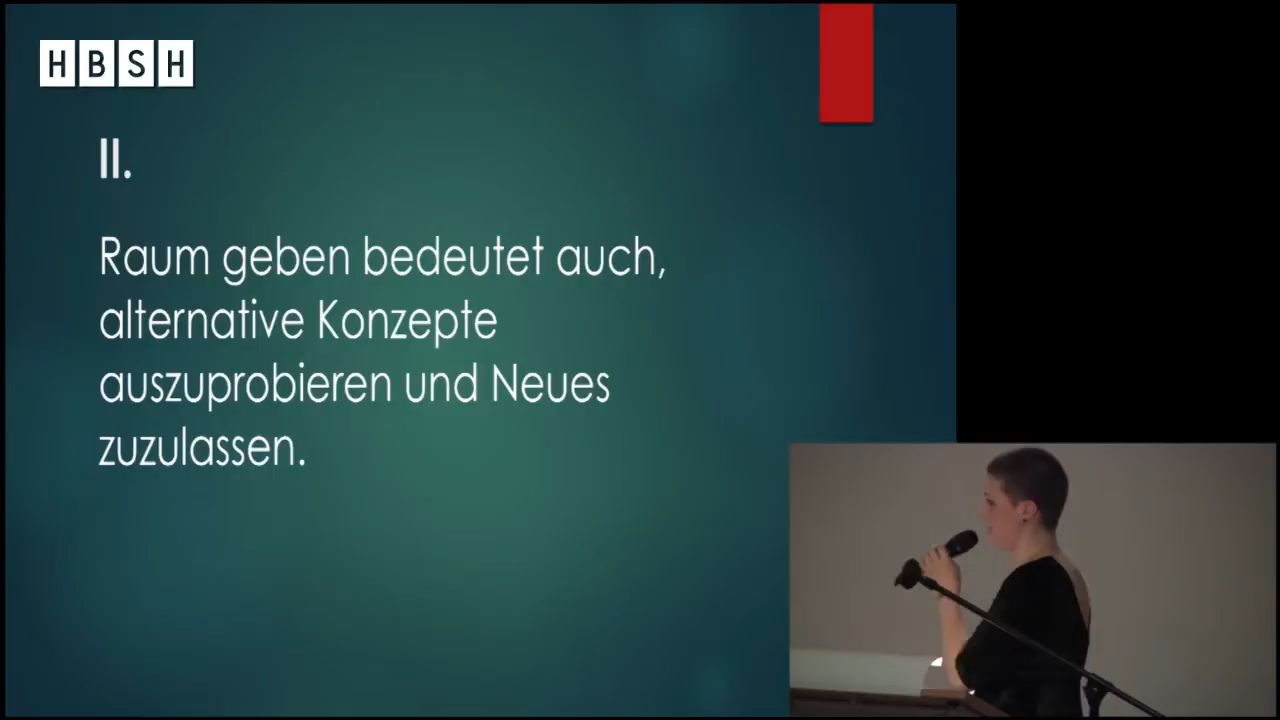 HBSH
II.
Raum geben bedeutet auch,
alternative Konzepte
auszuprobieren und Neues
zuzulassen.